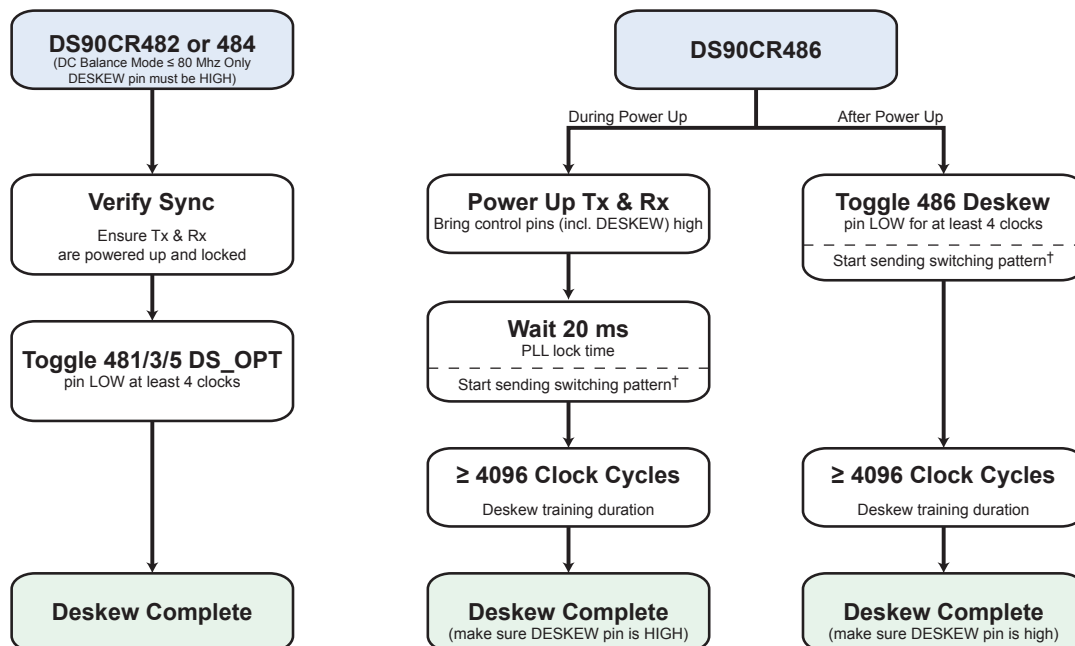 DS90CR482 or 484
(DC Balance Mode ≤ 80 Mhz Only
DESKEW pin must be HIGH)
Verify Sync
Ensure Tx & Rx
are powered up and locked
Toggle 481/3/5 DS_OPT
pin LOW at least 4 clocks
Deskew Complete
DS90CR486
During Power Up
After Power Up
Power Up Tx & Rx
Bring control pins (incl. DESKEW) high
Wait 20 ms
PLL lock time
Start sending switching pattern†
≥ 4096 Clock Cycles
Deskew training duration
Deskew Complete
(make sure DESKEW pin is HIGH)
Toggle 486 Deskew
pin LOW for at least 4 clocks
Start sending switching pattern†
≥ 4096 Clock Cycles
Deskew training duration
Deskew Complete
(make sure DESKEW pin is high)